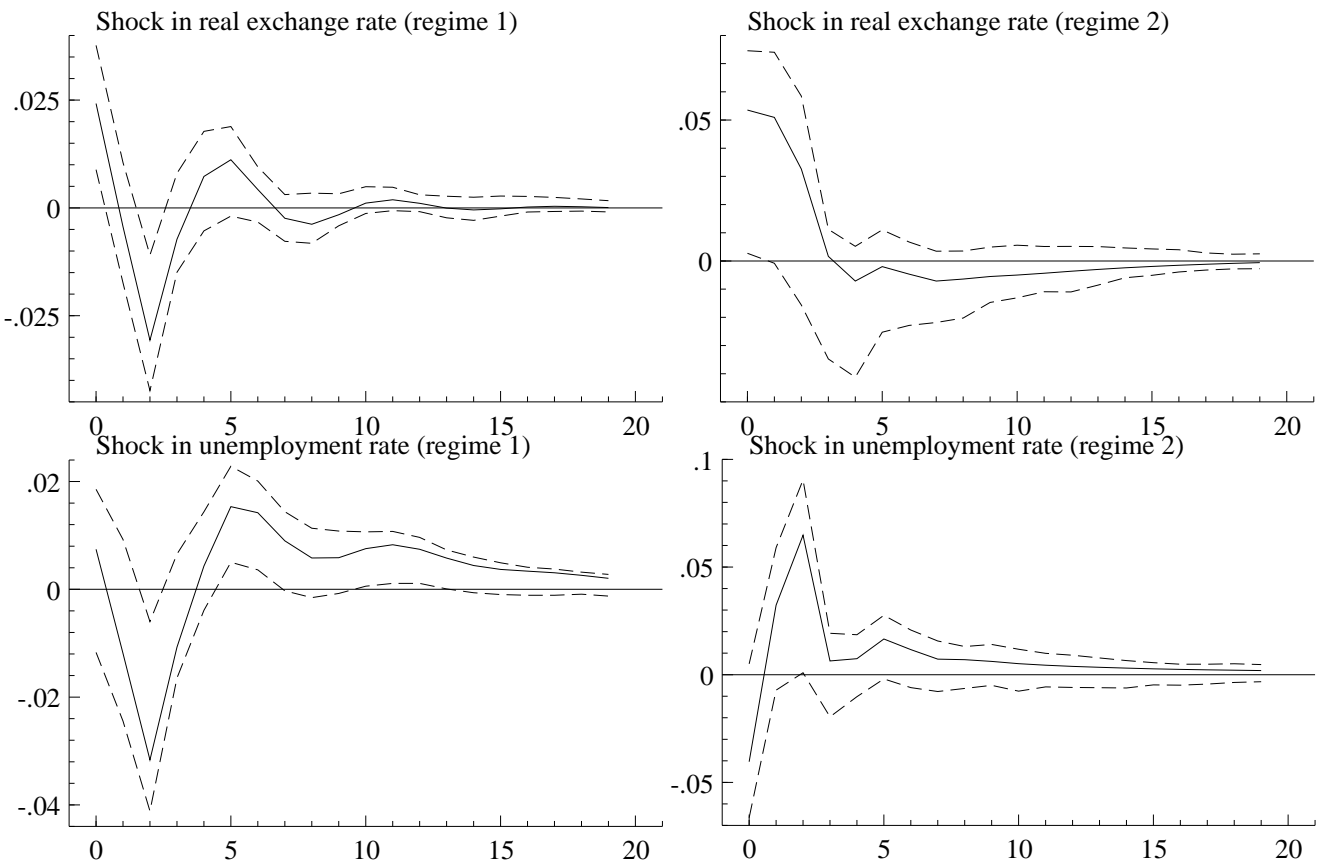 Shock in real exchange rate (regime 1)
.025
0
-.025
0 5 10 15 20
Shock in real exchange rate (regime 2)
.05
0
0 5 10 15 20
Shock in unemployment rate (regime 1)
.02
0
-.02
-.04
0 5 10 15 20
Shock in unemployment rate (regime 2)
.1
.05
0
-.05
0 5 10 15 20